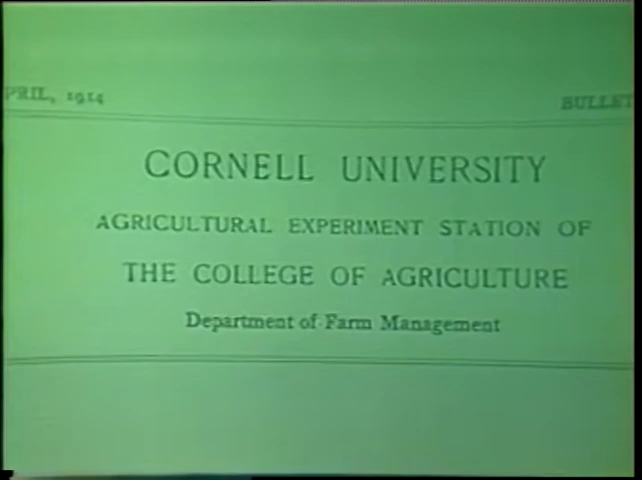 PRIL, 1914 BULLET
CORNELL UNIVERSITY
AGRICULTURAL EXPERIMENT STATION OF
THE COLLEGE OF AGRICULTURE
Department of Farm Management